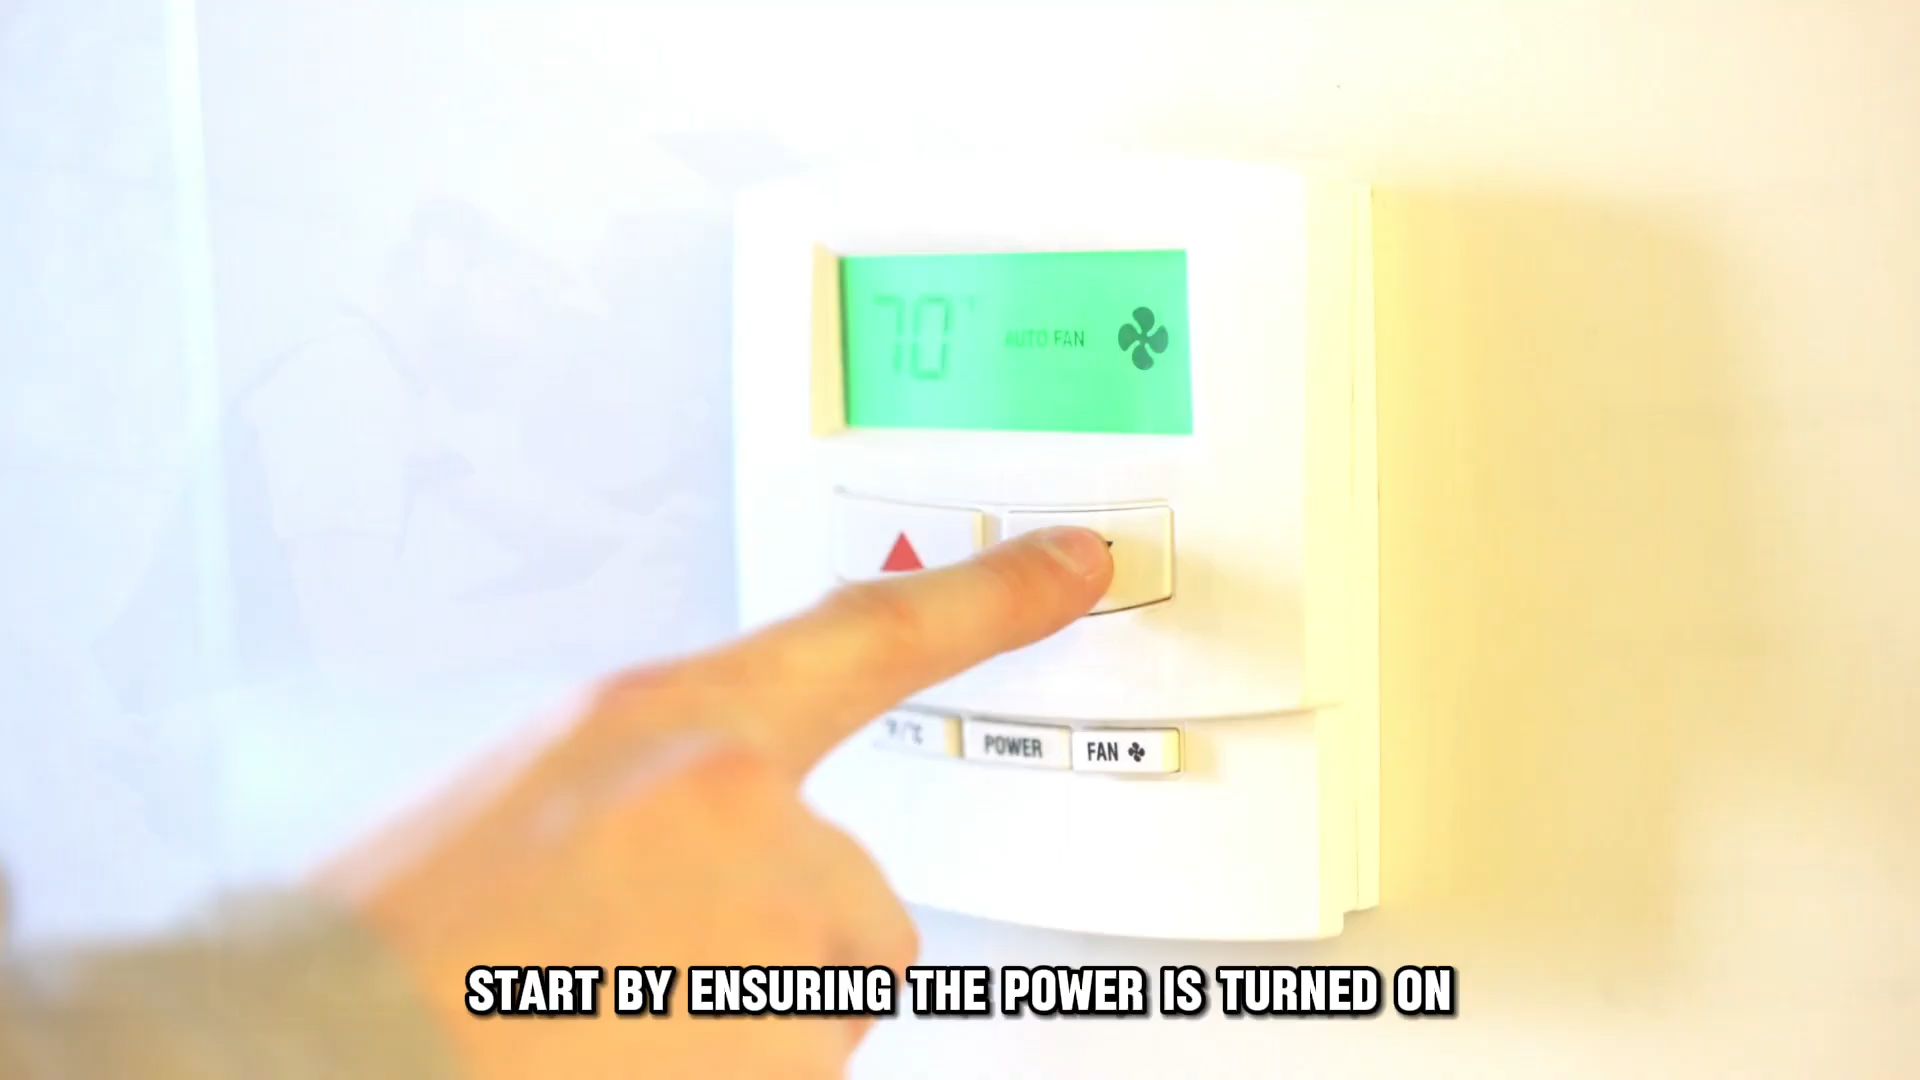 70°
AUTO FAN
°F/°C
POWER
FAN
START BY ENSURING THE POWER IS TURNED ON